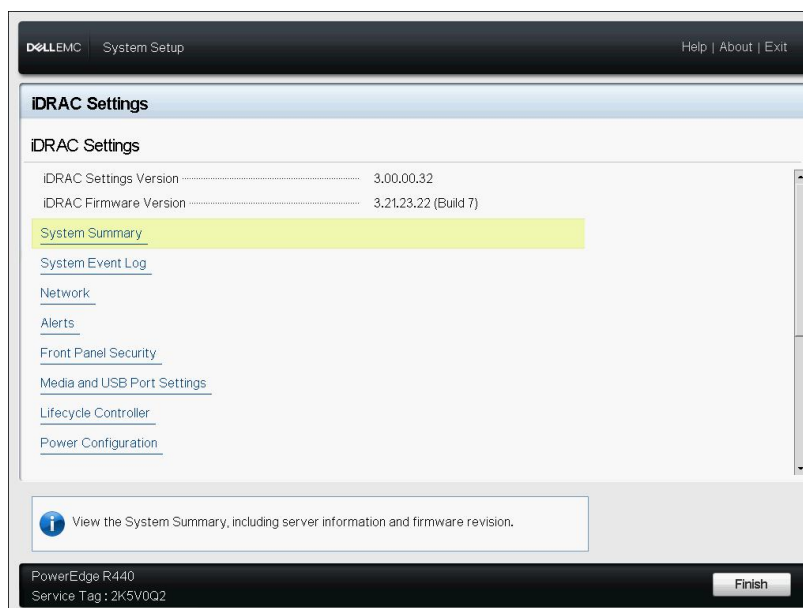 DELLEMC System Setup
Help | About | Exit
iDRAC Settings
iDRAC Settings
iDRAC Settings Version 3.00.00.32
iDRAC Firmware Version 3.21.23.22 (Build 7)
System Summary
System Event Log
Network
Alerts
Front Panel Security
Media and USB Port Settings
Lifecycle Controller
Power Configuration
View the System Summary, including server information and firmware revision.
PowerEdge R440
Service Tag : 2K5V0Q2
Finish